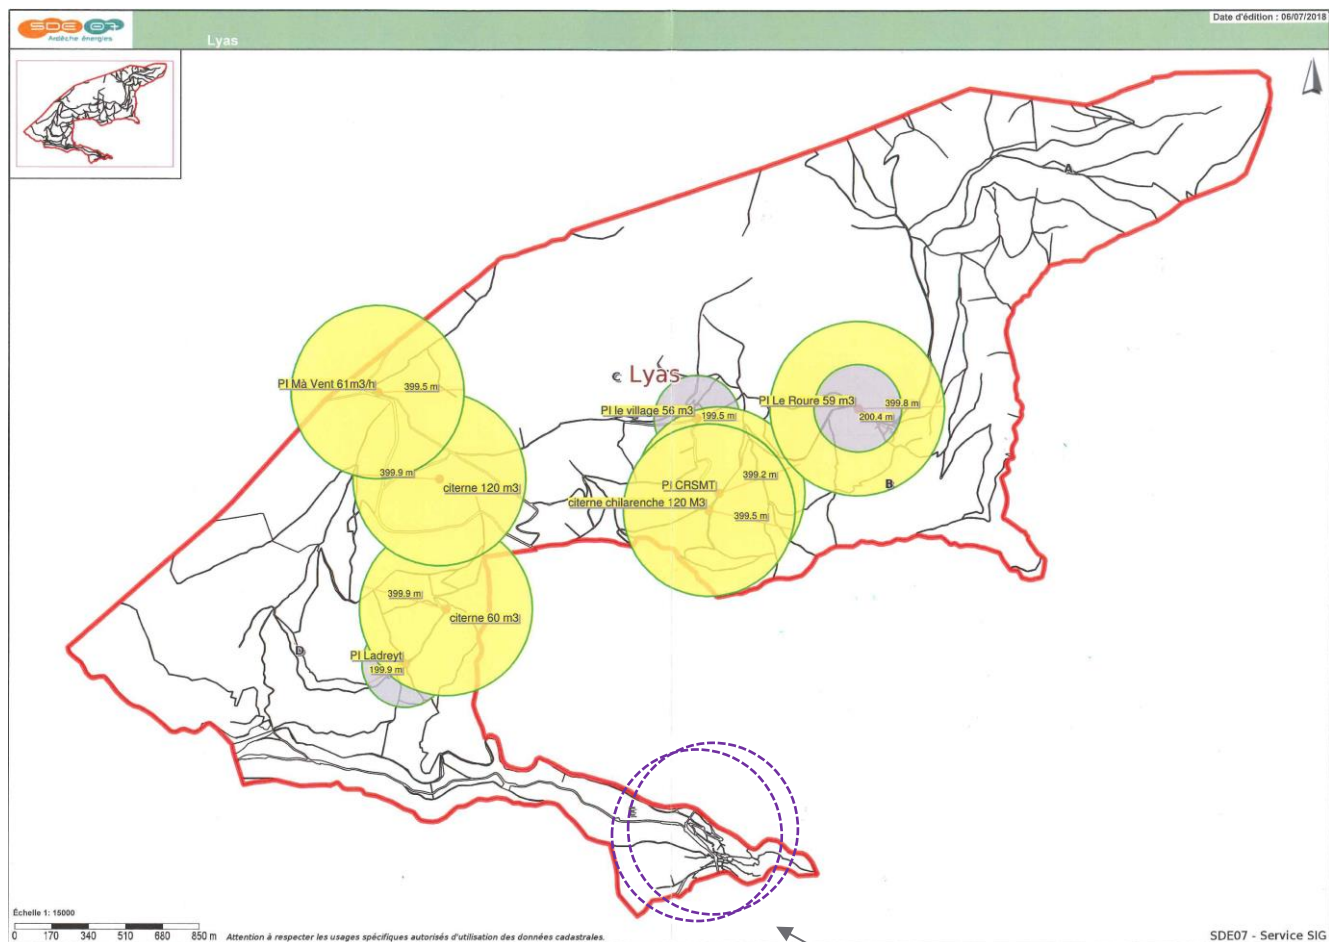 Date d'édition : 06/07/2018
SDE 07
Ardèche énergies
Lyas
A
Lyas
PI Mà Vent 61m3/h
399.5 m
PI le village 56 m3
199.5 m
PI Le Roure 59 m3
399.8 m
200.4 m
399.9 m
citerne 120 m3
PI CRSMT
399.2 m
citerne chilarenche 120 M3
399.5 m
B
399.9 m
citerne 60 m3
D
PI Ladreyt
199.9 m
E
Échelle 1: 15000
0 170 340 510 680 850 m
Attention à respecter les usages spécifiques autorisés d'utilisation des données cadastrales.
SDE07 - Service SIG